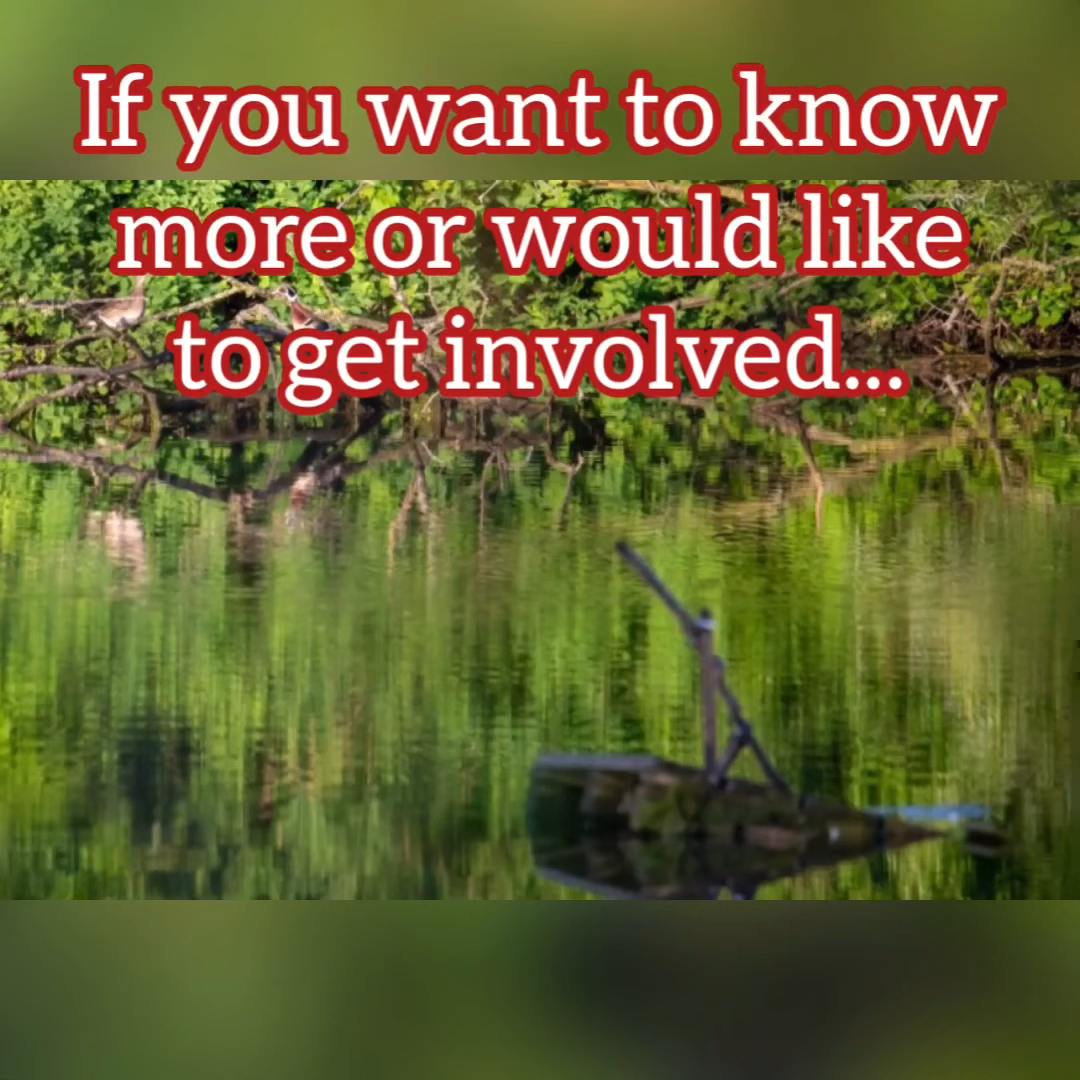 If you want to know
more or would like
to get involved...